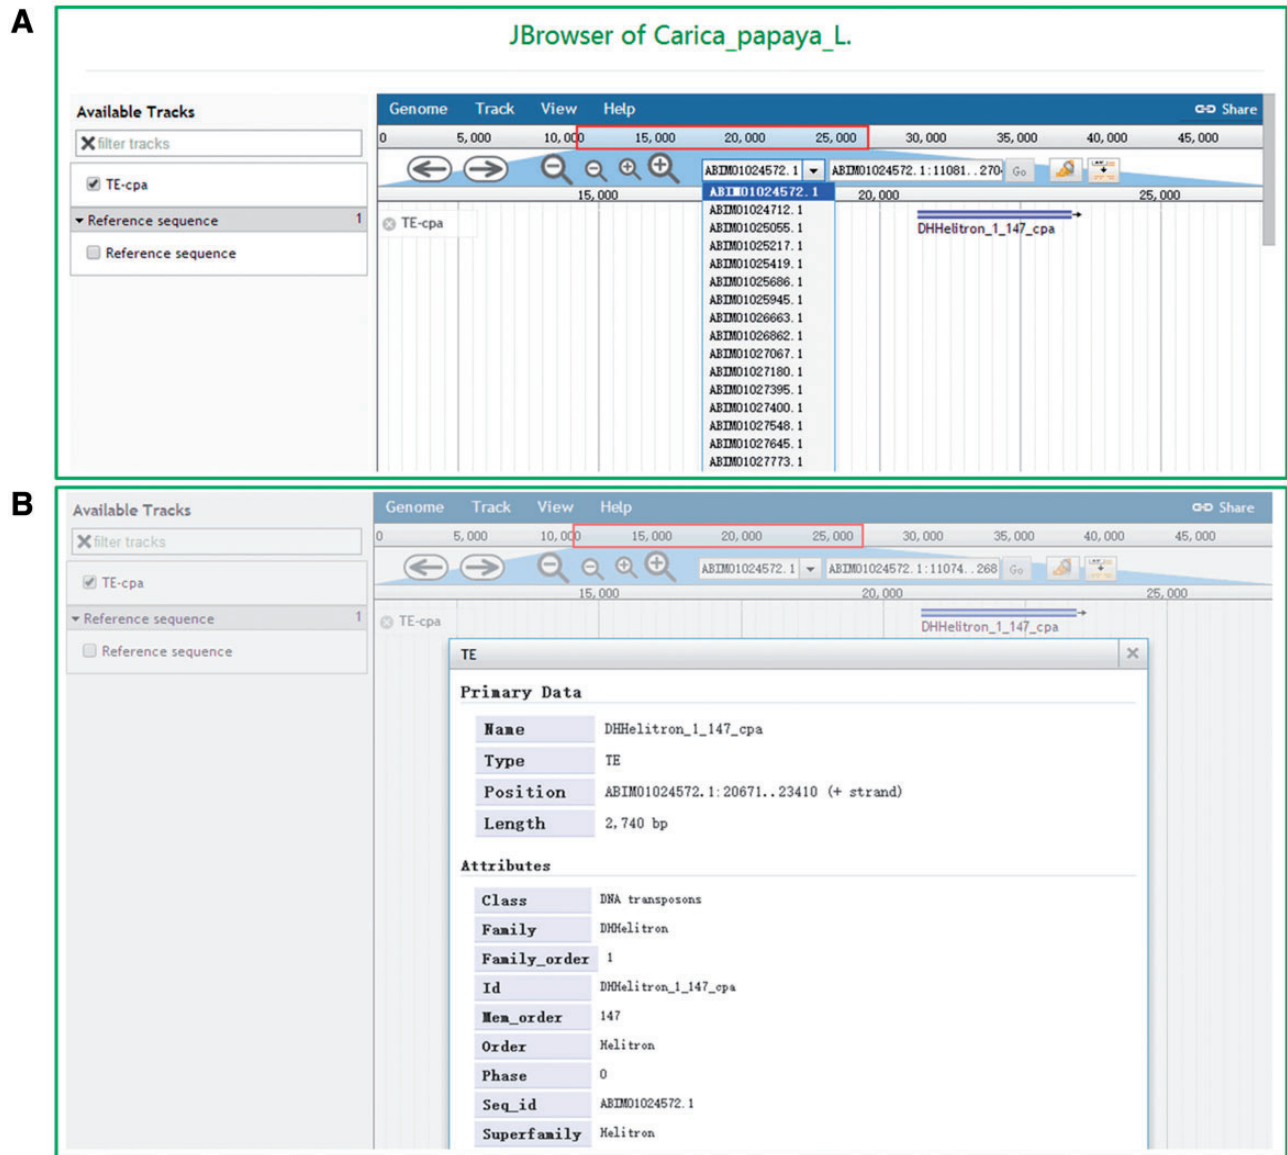 A
JBrowser of Carica_papaya_L.
Available Tracks
filter tracks
TE-cpa
Reference sequence 1
Reference sequence
Genome Track View Help Share
0 5,000 10,000 15,000 20,000 25,000 30,000 35,000 40,000 45,000
ABIM01024572.1 ABIM01024572.1:11081..270 Go
15,000 20,000 25,000
TE-cpa
DHHelitron_1_147_cpa
ABIM01024572.1
ABIM01024712.1
ABIM01025055.1
ABIM01025217.1
ABIM01025419.1
ABIM01025686.1
ABIM01025945.1
ABIM01026663.1
ABIM01026862.1
ABIM01027067.1
ABIM01027180.1
ABIM01027395.1
ABIM01027400.1
ABIM01027548.1
ABIM01027645.1
ABIM01027773.1
B
Available Tracks
filter tracks
TE-cpa
Reference sequence 1
Reference sequence
Genome Track View Help Share
0 5,000 10,000 15,000 20,000 25,000 30,000 35,000 40,000 45,000
ABIM01024572.1 ABIM01024572.1:11074..268 Go
15,000 20,000 25,000
TE-cpa
DHHelitron_1_147_cpa
TE
Primary Data
Name DHHelitron_1_147_cpa
Type TE
Position ABIM01024572.1:20671..23410 (+ strand)
Length 2,740 bp
Attributes
Class DNA transposons
Family DHHelitron
Family_order 1
Id DHHelitron_1_147_cpa
Mem_order 147
Order Helitron
Phase 0
Seq_id ABIM01024572.1
Superfamily Helitron